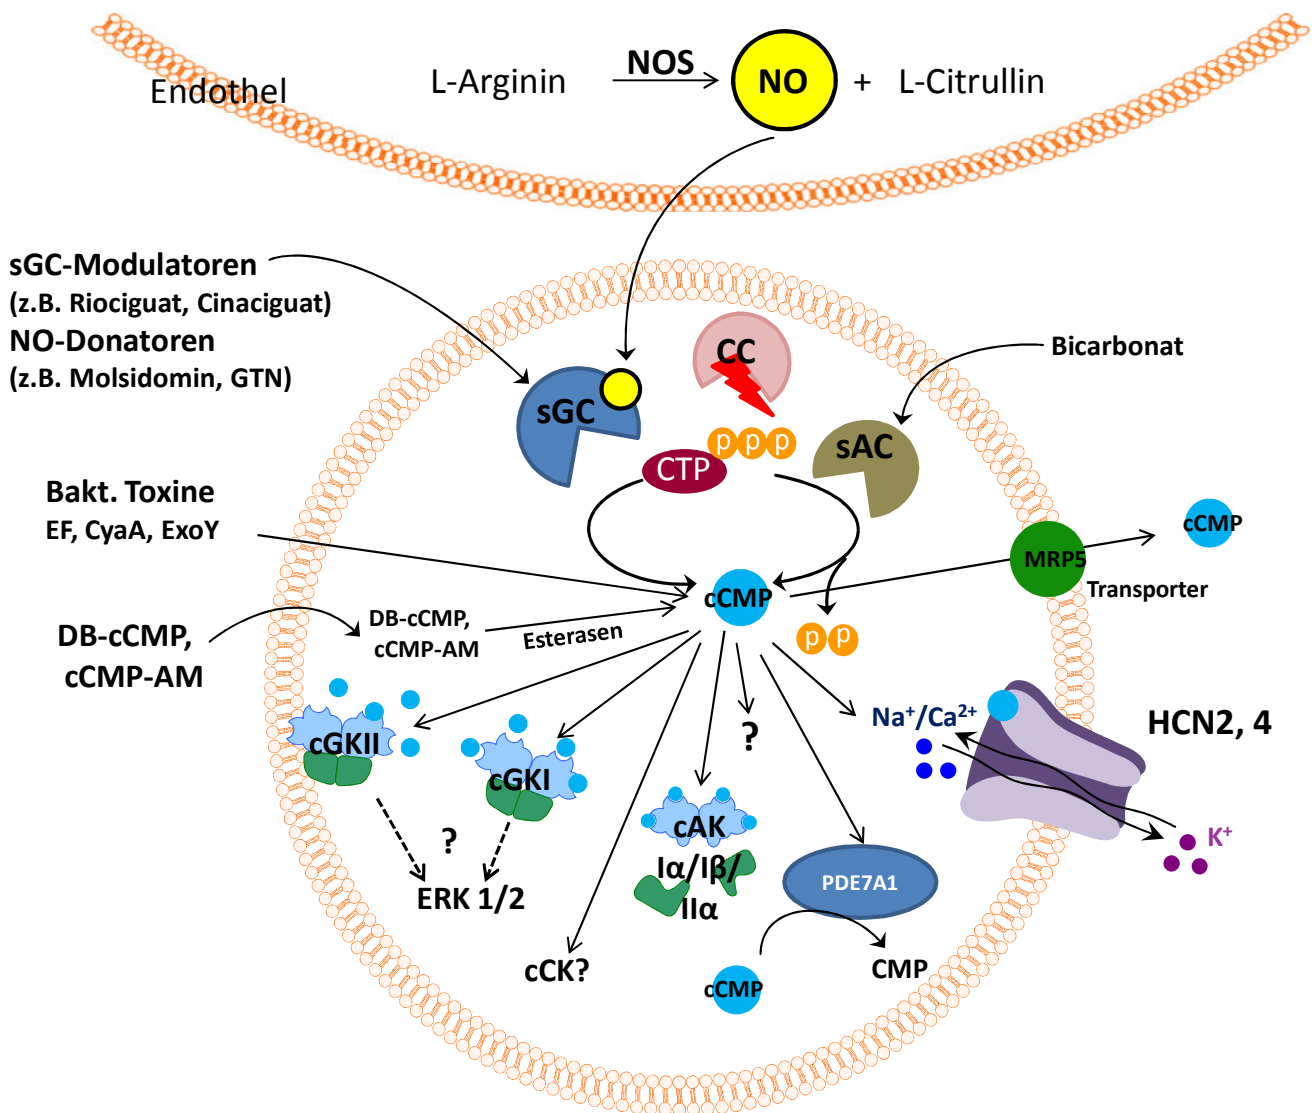 Endothel
L-Arginin
NOS
NO
+ L-Citrullin
sGC-Modulatoren
(z.B. Riociguat, Cinaciguat)
NO-Donatoren
(z.B. Molsidomin, GTN)
CC
Bicarbonat
sGC
sAC
p p p
CTP
Bakt. Toxine
EF, CyaA, ExoY
cCMP
MRP5
Transporter
cCMP
DB-cCMP,
cCMP-AM
DB-cCMP,
cCMP-AM
Esterasen
p p
cGKII
cGKI
?
Na⁺/Ca²⁺
HCN2, 4
K⁺
?
ERK 1/2
cAK
Iα/Iβ/
IIα
PDE7A1
cCK?
cCMP
CMP